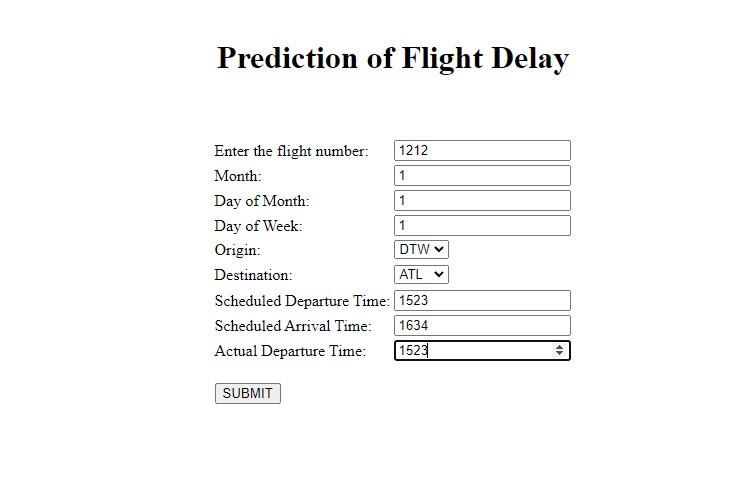 Prediction of Flight Delay
Enter the flight number: 1212
Month: 1
Day of Month: 1
Day of Week: 1
Origin: DTW
Destination: ATL
Scheduled Departure Time: 1523
Scheduled Arrival Time: 1634
Actual Departure Time: 1523
SUBMIT